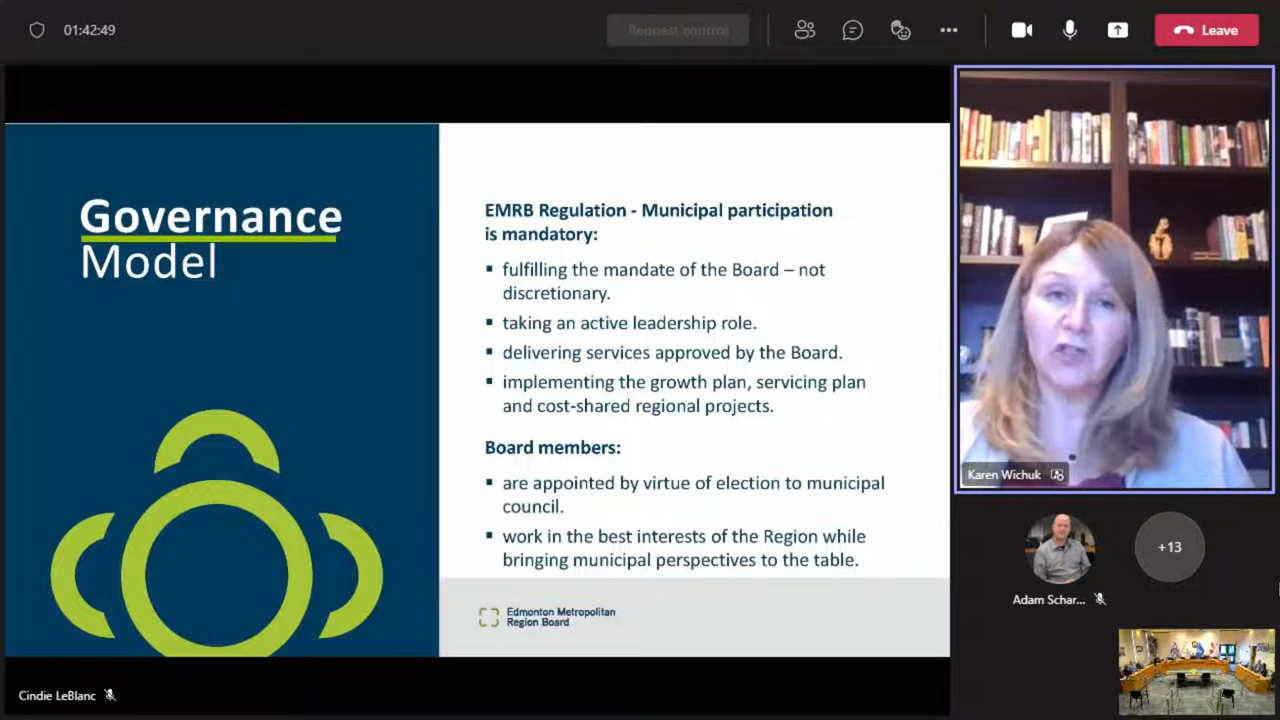 01:42:49
Request control
Leave
Governance
Model
EMRB Regulation - Municipal participation
is mandatory:
▪ fulfilling the mandate of the Board – not
discretionary.
▪ taking an active leadership role.
▪ delivering services approved by the Board.
▪ implementing the growth plan, servicing plan
and cost-shared regional projects.
Board members:
▪ are appointed by virtue of election to municipal
council.
▪ work in the best interests of the Region while
bringing municipal perspectives to the table.
Edmonton Metropolitan
Region Board
Karen Wichuk
+13
Adam Schar...
Cindie LeBlanc